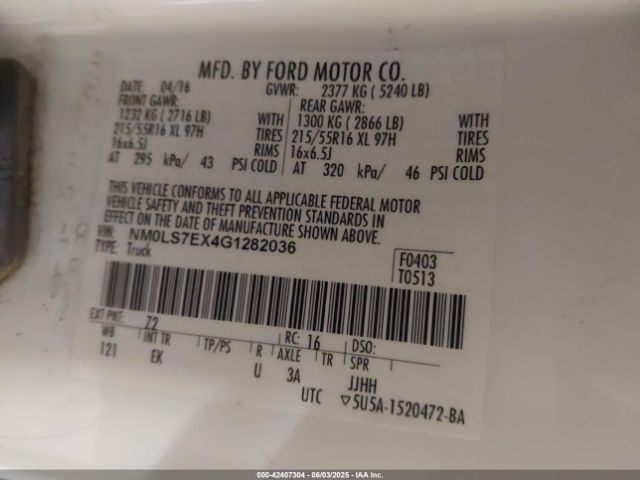 MFD. BY FORD MOTOR CO.
DATE: 04/16 GVWR: 2377 KG ( 5240 LB)
FRONT GAWR: REAR GAWR:
1232 KG ( 2716 LB) WITH 1300 KG ( 2866 LB) WITH
215/55R16 XL 97H TIRES 215/55R16 XL 97H TIRES
16x6.5J RIMS 16x6.5J RIMS
AT 295 kPa/ 43 PSI COLD AT 320 kPa/ 46 PSI COLD
THIS VEHICLE CONFORMS TO ALL APPLICABLE FEDERAL MOTOR
VEHICLE SAFETY AND THEFT PREVENTION STANDARDS IN
EFFECT ON THE DATE OF MANUFACTURE SHOWN ABOVE.
VIN: NM0LS7EX4G1282036 F0403
TYPE: Truck T0513
EXT PNT: Z2 RC: 16 DSO:
WB INT TR TP/PS R AXLE TR SPR
121 EK U 3A JJHH
UTC ▽5U5A-1520472-BA
000-42407304 - 06/03/2025 - IAA Inc.